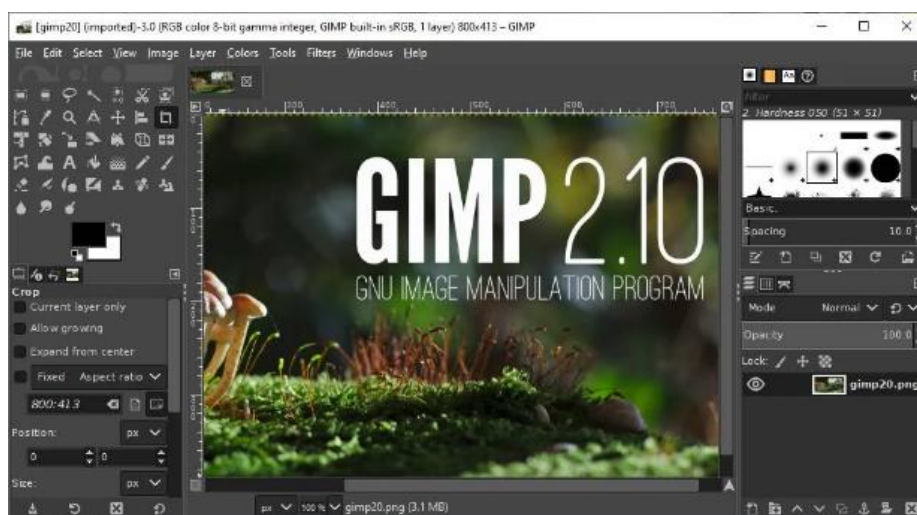 [gimp20] (imported)-3.0 (RGB color 8-bit gamma integer, GIMP built-in sRGB, 1 layer) 800x413 – GIMP
File Edit Select View Image Layer Colors Tools Filters Windows Help
GIMP 2.10
GNU IMAGE MANIPULATION PROGRAM
Crop
Current layer only
Allow growing
Expand from center
Fixed Aspect ratio
800:413
Position: px
0 0
Size: px
px 100 % gimp20.png (3.1 MB)
Filter
2. Hardness 050 (51 × 51)
Basic,
Spacing 10.0
Mode Normal
Opacity 100.0
Lock:
gimp20.png